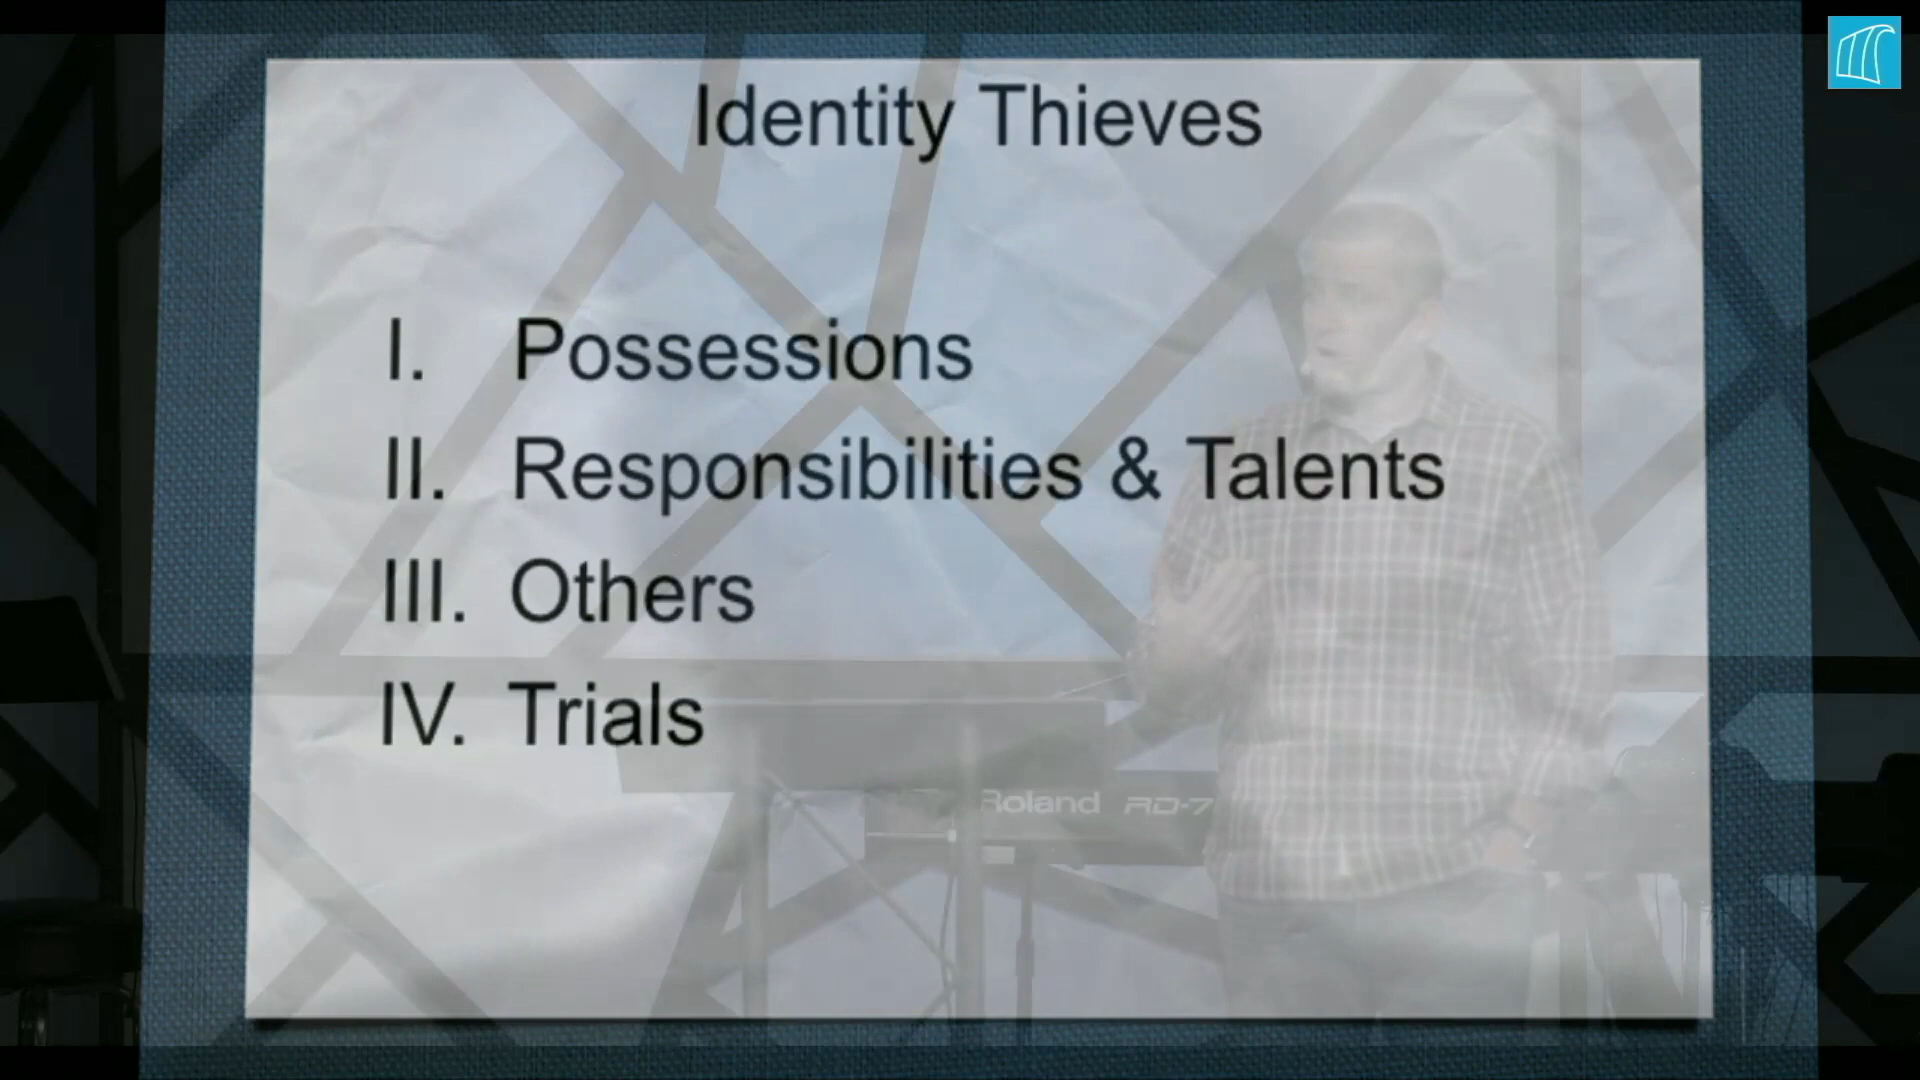 Identity Thieves
I. Possessions
II. Responsibilities & Talents
III. Others
IV. Trials
Roland RD-7